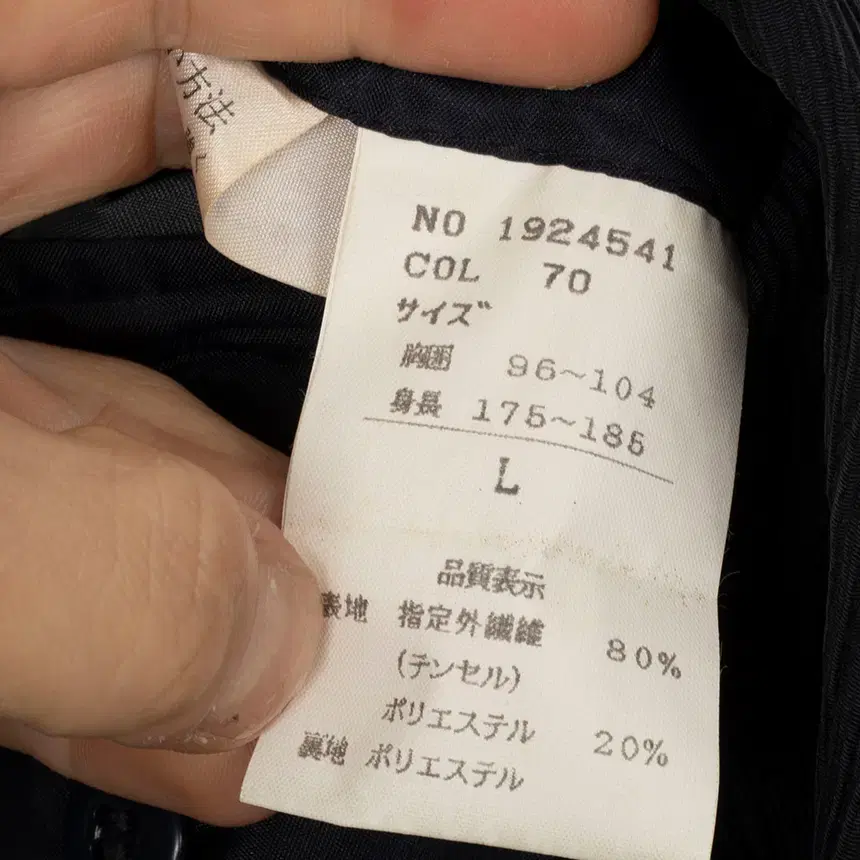 方法
NO 1924541
COL 70
サイズ
胸囲 96~104
身長 175~185
L
品質表示
表地 指定外繊維 80%
(テンセル)
ポリエステル 20%
裏地 ポリエステル